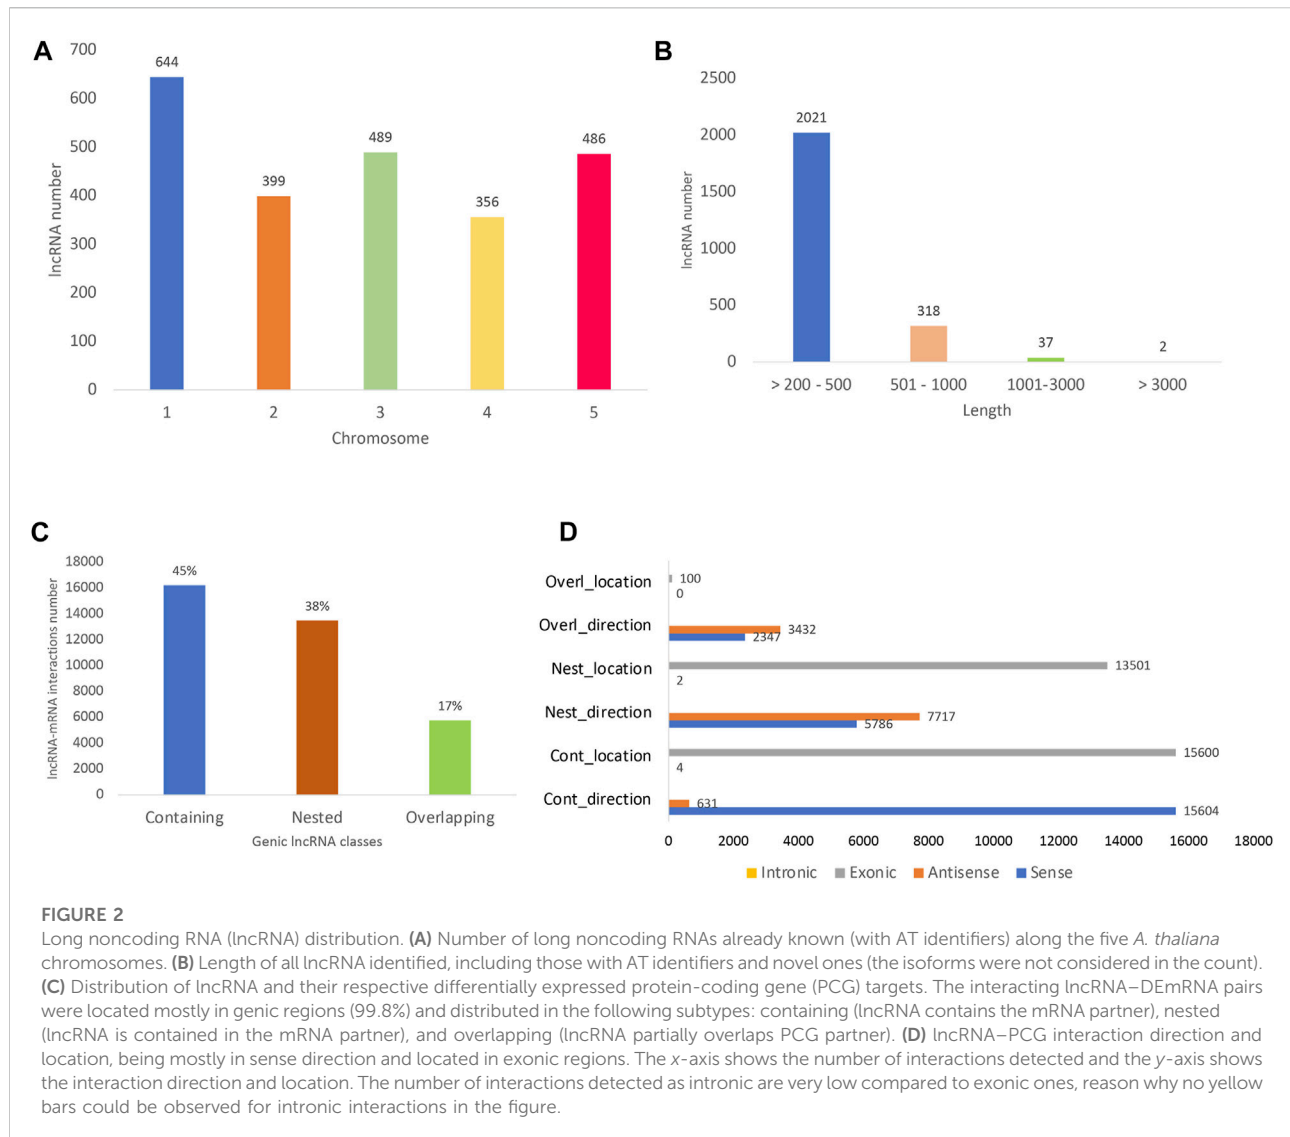 (A)
700
600
500
400
300
200
100
0
lncRNA number
644
399
489
356
486
1 2 3 4 5
Chromosome
(B)
2500
2000
1500
1000
500
0
lncRNA number
2021
318
37
2
> 200 - 500 501 - 1000 1001-3000 > 3000
Length
C
18000
16000
14000
12000
10000
8000
6000
4000
2000
0
lncRNA-mRNA interactions number
45%
38%
17%
Containing Nested Overlapping
Genic lncRNA classes
D
Overl_location
100
0
Overl_direction
3432
2347
Nest_location
13501
2
Nest_direction
7717
5786
Cont_location
15600
4
Cont_direction
631
15604
0 2000 4000 6000 8000 10000 12000 14000 16000 18000
Intronic Exonic Antisense Sense
FIGURE 2
Long noncoding RNA (lncRNA) distribution. (A) Number of long noncoding RNAs already known (with AT identifiers) along the five A. thaliana
chromosomes. (B) Length of all lncRNA identified, including those with AT identifiers and novel ones (the isoforms were not considered in the count).
(C) Distribution of lncRNA and their respective differentially expressed protein-coding gene (PCG) targets. The interacting lncRNA–DEmRNA pairs
were located mostly in genic regions (99.8%) and distributed in the following subtypes: containing (lncRNA contains the mRNA partner), nested
(lncRNA is contained in the mRNA partner), and overlapping (lncRNA partially overlaps PCG partner). (D) lncRNA–PCG interaction direction and
location, being mostly in sense direction and located in exonic regions. The x-axis shows the number of interactions detected and the y-axis shows
the interaction direction and location. The number of interactions detected as intronic are very low compared to exonic ones, reason why no yellow
bars could be observed for intronic interactions in the figure.